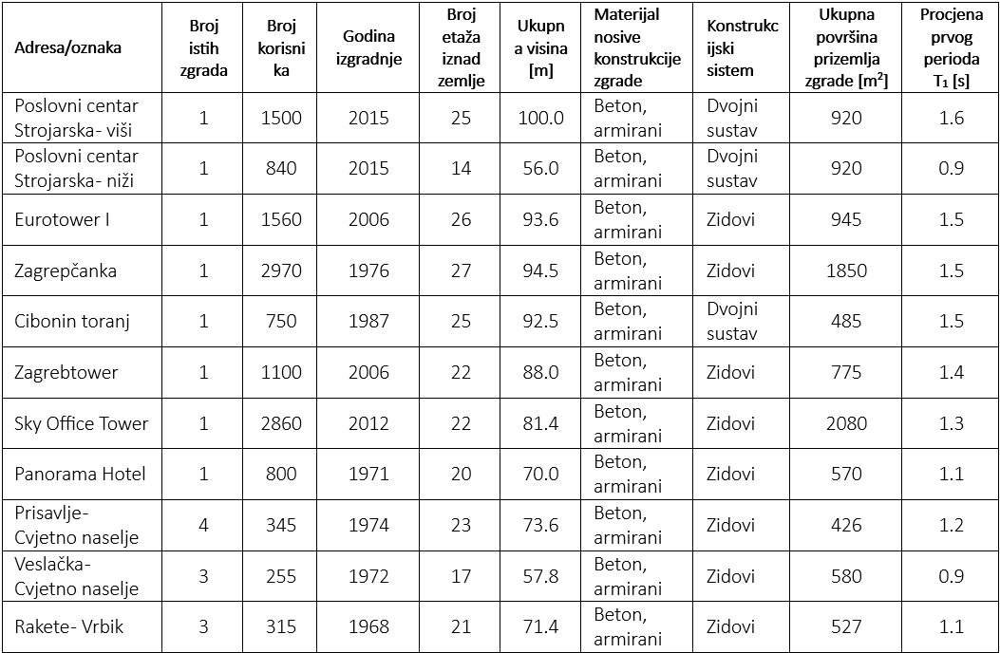 Adresa/oznaka
Broj
istih
zgrada
Broj
korisni
ka
Godina
izgradnje
Broj
etaža
iznad
zemlje
Ukupn
a visina
[m]
Materijal
nosive
konstrukcije
zgrade
Konstrukc
ijski
sistem
Ukupna
površina
prizemlja
zgrade [m²]
Procjena
prvog
perioda
T₁ [s]
Poslovni centar
Strojarska- viši
1
1500
2015
25
100.0
Beton,
armirani
Dvojni
sustav
920
1.6
Poslovni centar
Strojarska- niži
1
840
2015
14
56.0
Beton,
armirani
Dvojni
sustav
920
0.9
Eurotower I
1
1560
2006
26
93.6
Beton,
armirani
Zidovi
945
1.5
Zagrepčanka
1
2970
1976
27
94.5
Beton,
armirani
Zidovi
1850
1.5
Cibonin toranj
1
750
1987
25
92.5
Beton,
armirani
Dvojni
sustav
485
1.5
Zagrebtower
1
1100
2006
22
88.0
Beton,
armirani
Zidovi
775
1.4
Sky Office Tower
1
2860
2012
22
81.4
Beton,
armirani
Zidovi
2080
1.3
Panorama Hotel
1
800
1971
20
70.0
Beton,
armirani
Zidovi
570
1.1
Prisavlje-
Cvjetno naselje
4
345
1974
23
73.6
Beton,
armirani
Zidovi
426
1.2
Veslačka-
Cvjetno naselje
3
255
1972
17
57.8
Beton,
armirani
Zidovi
580
0.9
Rakete- Vrbik
3
315
1968
21
71.4
Beton,
armirani
Zidovi
527
1.1